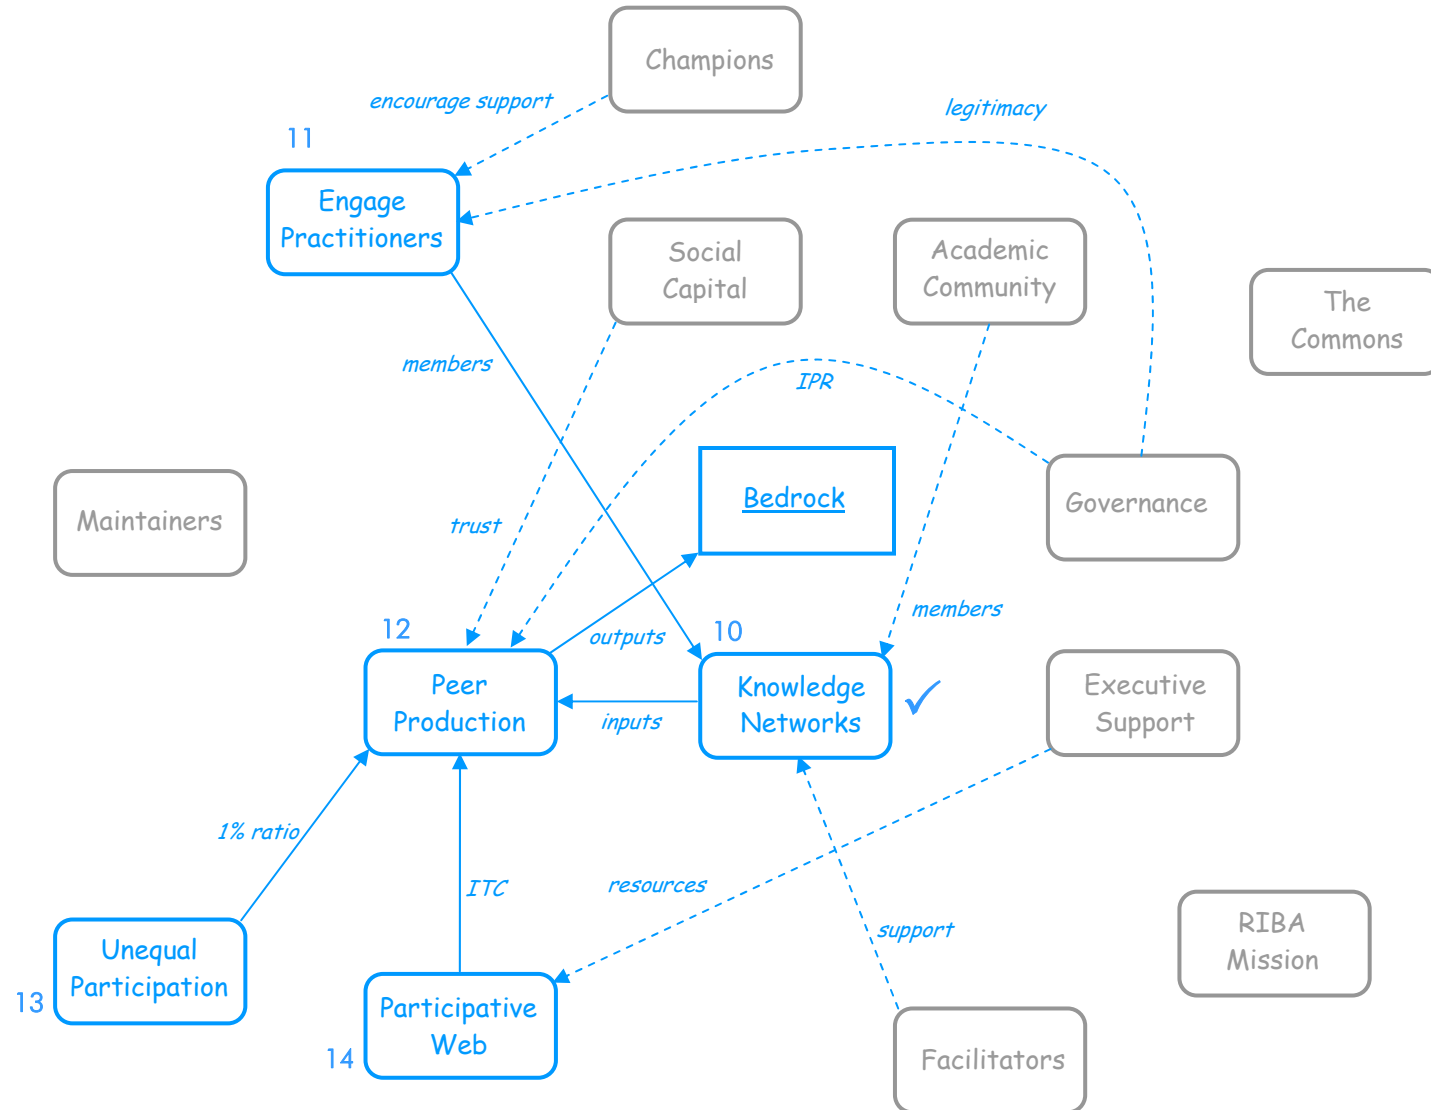 Champions
encourage support
legitimacy
11
Engage
Practitioners
Social
Capital
Academic
Community
The
Commons
members
IPR
Bedrock
Governance
Maintainers
trust
members
12
outputs
10
Peer
Production
inputs
Knowledge
Networks
Executive
Support
1% ratio
ITC
resources
support
RIBA
Mission
Unequal
Participation
13
Participative
Web
14
Facilitators